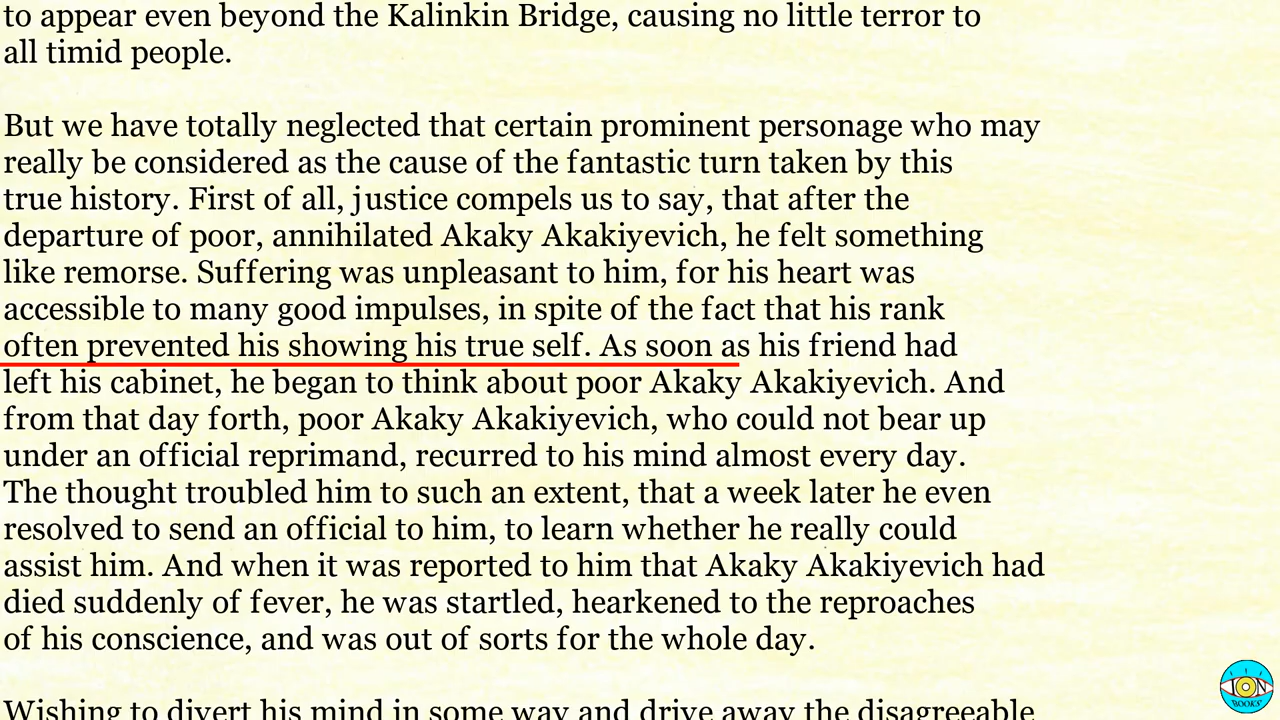 to appear even beyond the Kalinkin Bridge, causing no little terror to
all timid people.
But we have totally neglected that certain prominent personage who may
really be considered as the cause of the fantastic turn taken by this
true history. First of all, justice compels us to say, that after the
departure of poor, annihilated Akaky Akakiyevich, he felt something
like remorse. Suffering was unpleasant to him, for his heart was
accessible to many good impulses, in spite of the fact that his rank
often prevented his showing his true self. As soon as his friend had
left his cabinet, he began to think about poor Akaky Akakiyevich. And
from that day forth, poor Akaky Akakiyevich, who could not bear up
under an official reprimand, recurred to his mind almost every day.
The thought troubled him to such an extent, that a week later he even
resolved to send an official to him, to learn whether he really could
assist him. And when it was reported to him that Akaky Akakiyevich had
died suddenly of fever, he was startled, hearkened to the reproaches
of his conscience, and was out of sorts for the whole day.
Wishing to divert his mind in some way and drive away the disagreeable
ION
BOOKS